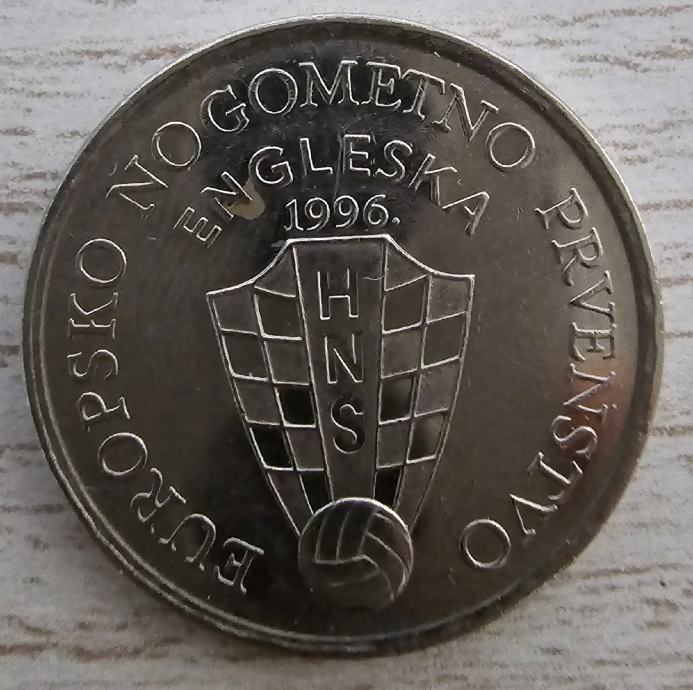 EUROPSKO NOGOMETNO PRVENSTVO
ENGLESKA
1996.
H
N
S